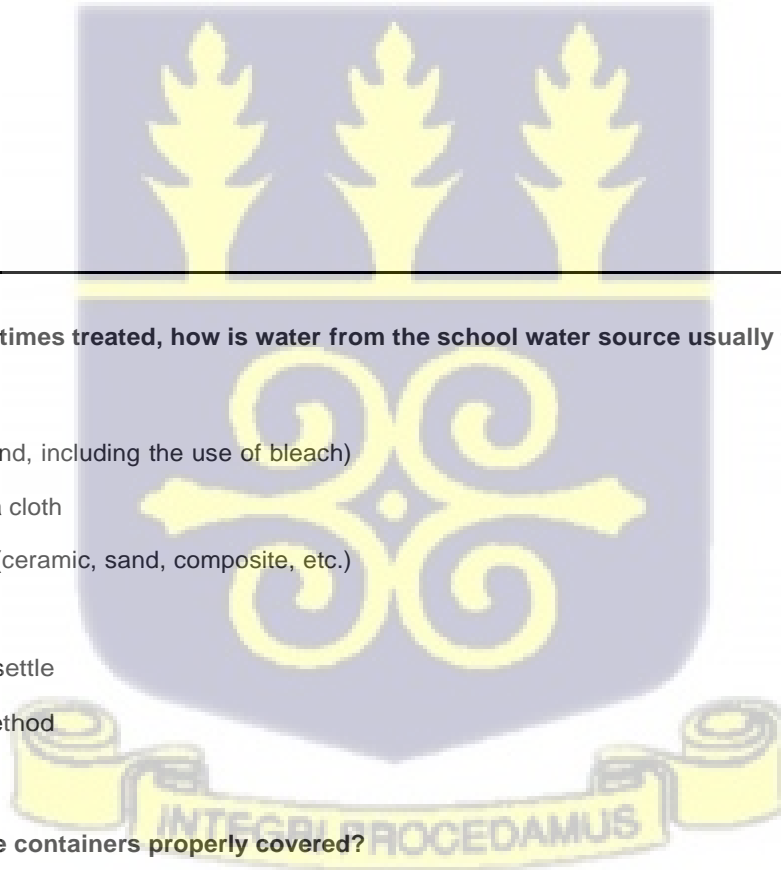 times treated, how is water from the school water source usually
nd, including the use of bleach)
cloth
ceramic, sand, composite, etc.)
settle
ethod
e containers properly covered?
INTEGRI PROCEDAMUS